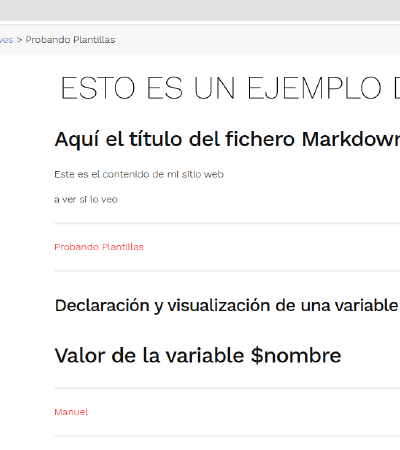 ves > Probando Plantillas
ESTO ES UN EJEMPLO D
Aquí el título del fichero Markdown
Este es el contenido de mi sitio web
a ver si lo veo
Probando Plantillas
Declaración y visualización de una variable
Valor de la variable $nombre
Manuel